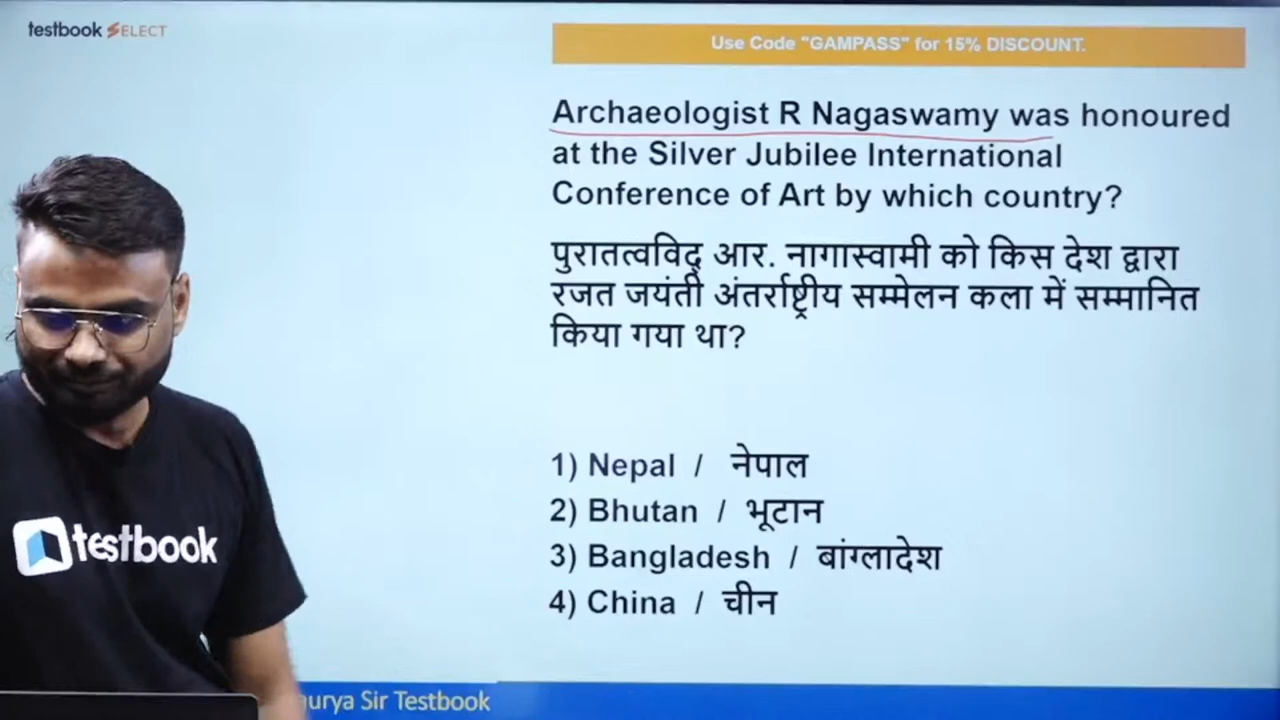 testbook SELECT
Use Code "GAMPASS" for 15% DISCOUNT.
Archaeologist R Nagaswamy was honoured
at the Silver Jubilee International
Conference of Art by which country?
पुरातत्वविद् आर. नागास्वामी को किस देश द्वारा
रजत जयंती अंतर्राष्ट्रीय सम्मेलन कला में सम्मानित
किया गया था?
1) Nepal / नेपाल
2) Bhutan / भूटान
3) Bangladesh / बांग्लादेश
4) China / चीन
testbook
Sir Testbook